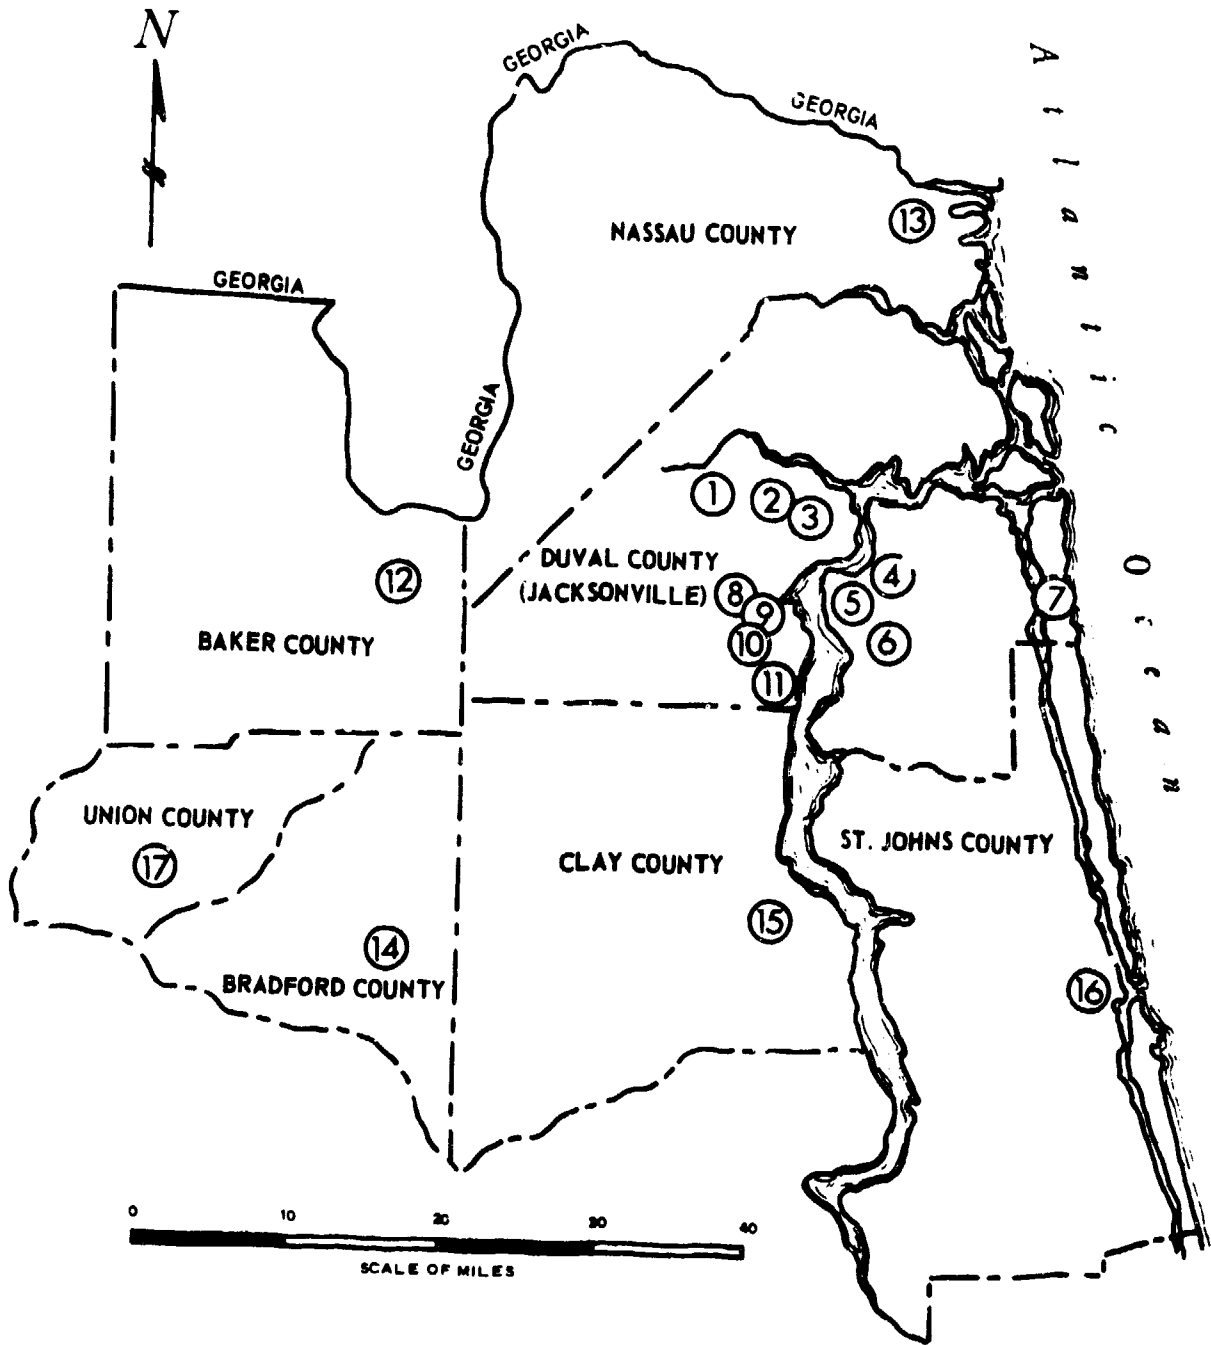 N
GEORGIA
GEORGIA
Atlantic
13
NASSAU COUNTY
GEORGIA
GEORGIA
1
2
3
DUVAL COUNTY
(JACKSONVILLE)
4
5
6
7
8
9
10
11
Ocean
12
BAKER COUNTY
UNION COUNTY
17
ST. JOHNS COUNTY
CLAY COUNTY
15
14
BRADFORD COUNTY
16
0 10 20 30 40
SCALE OF MILES